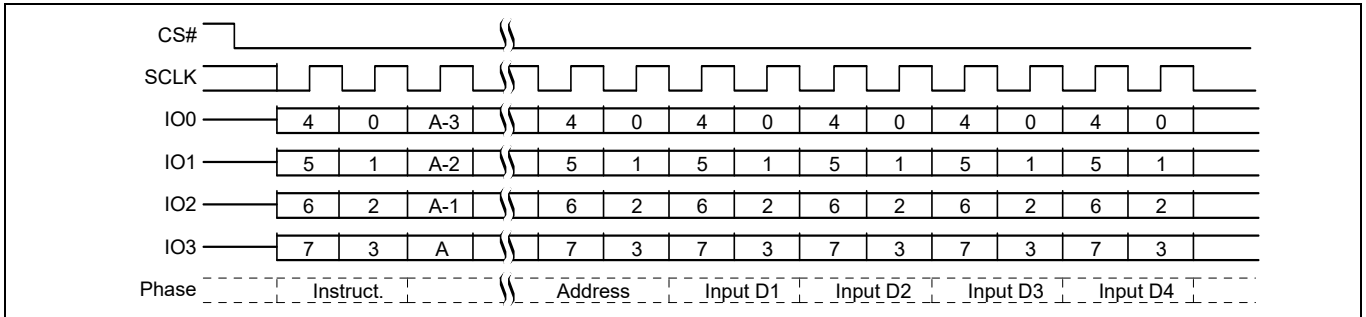 CS#
SCLK
IO0 4 0 A-3 4 0 4 0 4 0 4 0 4 0
IO1 5 1 A-2 5 1 5 1 5 1 5 1 5 1
IO2 6 2 A-1 6 2 6 2 6 2 6 2 6 2
IO3 7 3 A 7 3 7 3 7 3 7 3 7 3
Phase Instruct. Address Input D1 Input D2 Input D3 Input D4